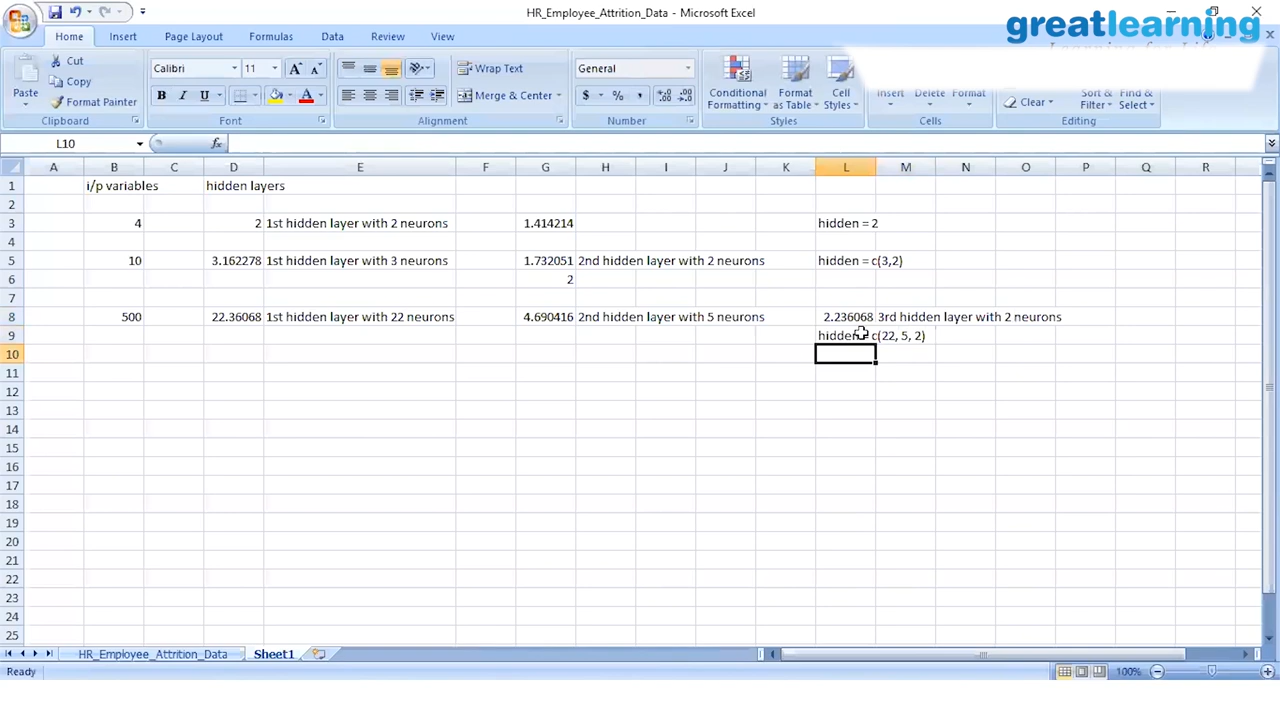 HR_Employee_Attrition_Data - Microsoft Excel
greatlearning
Home Insert Page Layout Formulas Data Review View
Paste Cut Copy Format Painter
Calibri 11 A A
B I U A
Wrap Text
Merge & Center
General
$ % ,
Conditional Formatting Format as Table Cell Styles
Insert Delete Format
Clear
Sort & Filter Find & Select
Clipboard Font Alignment Number Styles Cells Editing
L10 fx
A B C D E F G H I J K L M N O P Q R
1 i/p variables hidden layers
2
3 4 2 1st hidden layer with 2 neurons 1.414214 hidden = 2
4
5 10 3.162278 1st hidden layer with 3 neurons 1.732051 2nd hidden layer with 2 neurons hidden = c(3,2)
6 2
7
8 500 22.36068 1st hidden layer with 22 neurons 4.690416 2nd hidden layer with 5 neurons 2.236068 3rd hidden layer with 2 neurons
9 hidden = c(22, 5, 2)
10
11
12
13
14
15
16
17
18
19
20
21
22
23
24
25
HR_Employee_Attrition_Data Sheet1
Ready 100%